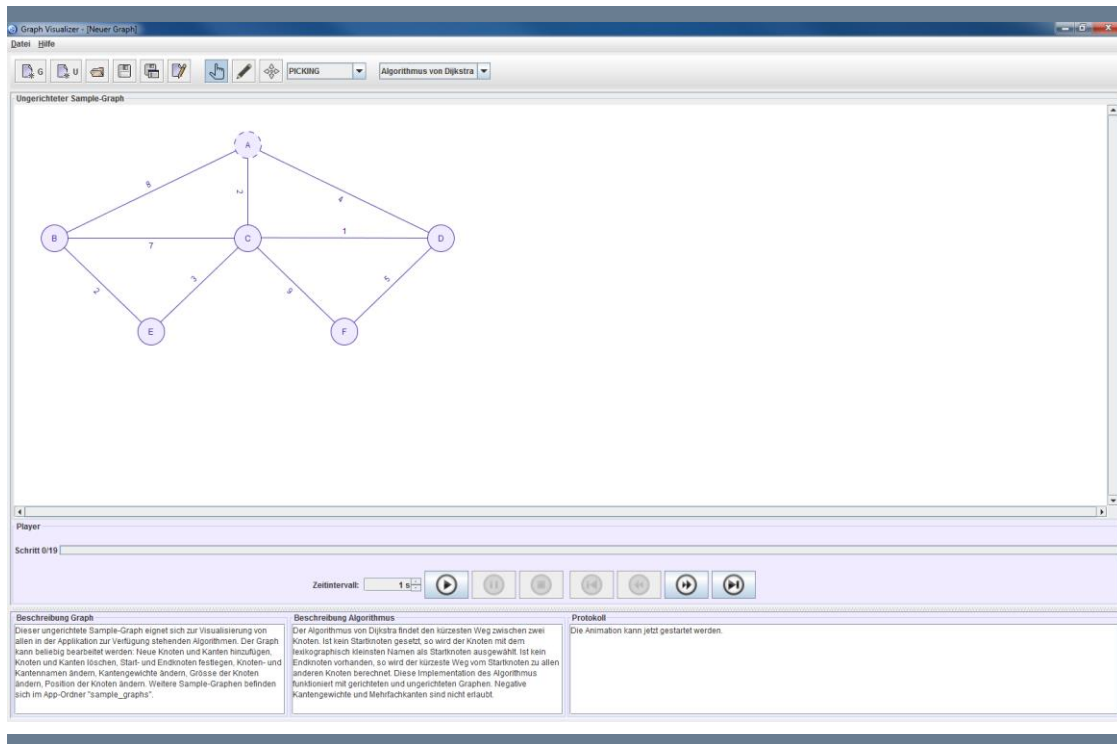 Graph Visualizer - [Neuer Graph]
Datei Hilfe
G U PICKING Algorithmus von Dijkstra
Ungerichteter Sample-Graph
A
8 2 4
B 7 C 1 D
2 3 9 5
E F
Player
Schritt 0/19
Zeitintervall: 1 s
Beschreibung Graph
Dieser ungerichtete Sample-Graph eignet sich zur Visualisierung von
allen in der Applikation zur Verfügung stehenden Algorithmen. Der Graph
kann beliebig bearbeitet werden: Neue Knoten und Kanten hinzufügen,
Knoten und Kanten löschen, Start- und Endknoten festlegen, Knoten- und
Kantennamen ändern, Kantengewichte ändern, Grösse der Knoten
ändern, Position der Knoten ändern. Weitere Sample-Graphen befinden
sich im App-Ordner "sample_graphs".
Beschreibung Algorithmus
Der Algorithmus von Dijkstra findet den kürzesten Weg zwischen zwei
Knoten. Ist kein Startknoten gesetzt, so wird der Knoten mit dem
lexikographisch kleinsten Namen als Startknoten ausgewählt. Ist kein
Endknoten vorhanden, so wird der kürzeste Weg vom Startknoten zu allen
anderen Knoten berechnet. Diese Implementation des Algorithmus
funktioniert mit gerichteten und ungerichteten Graphen. Negative
Kantengewichte und Mehrfachkanten sind nicht erlaubt.
Protokoll
Die Animation kann jetzt gestartet werden.